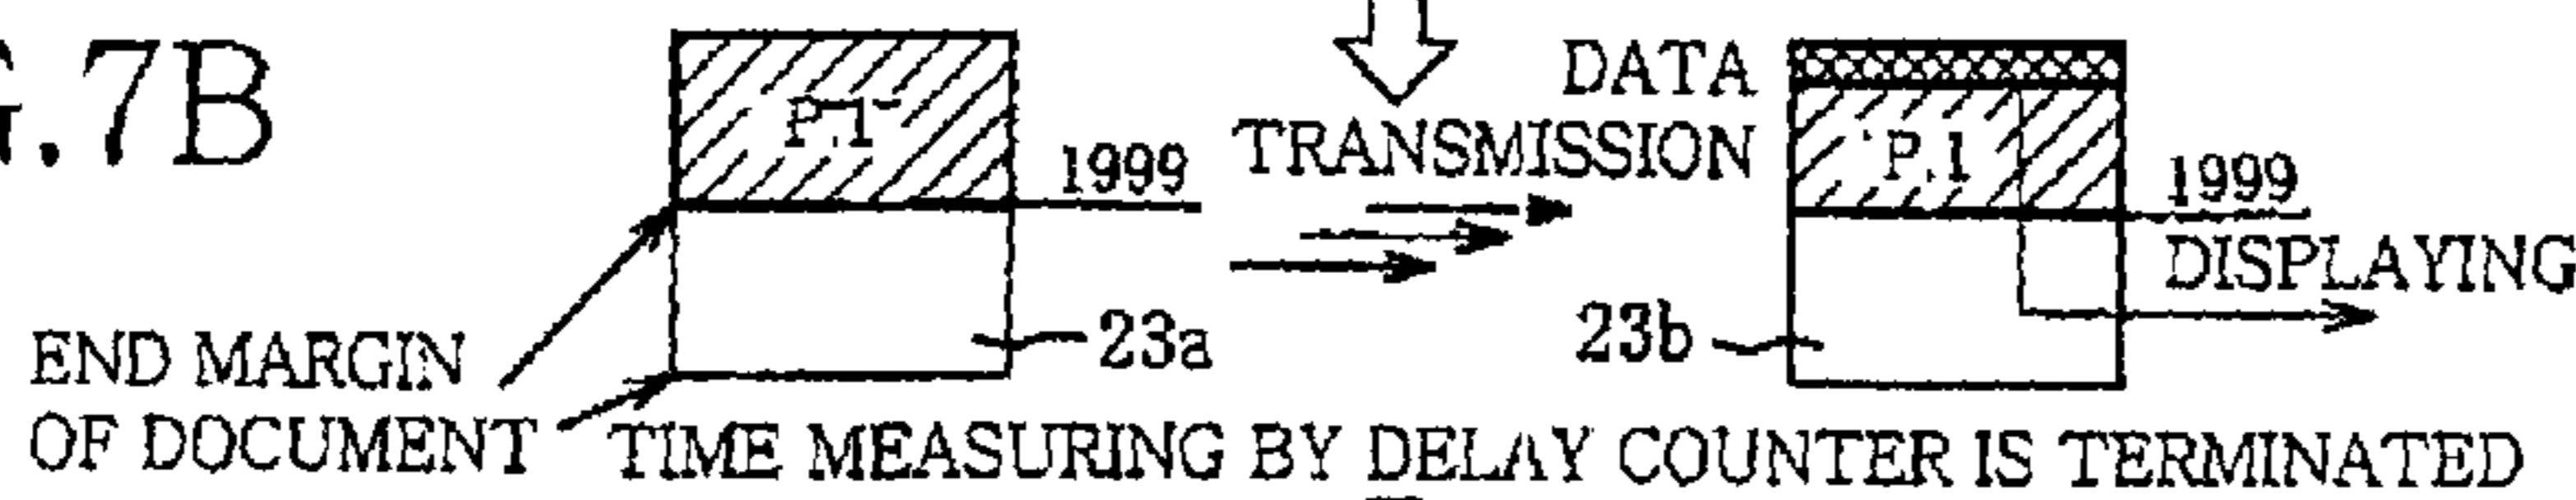 G.7B
P.1
1999
DATA
TRANSMISSION
P.1
1999
DISPLAYING
23a
23b
END MARGIN
OF DOCUMENT
TIME MEASURING BY DELAY COUNTER IS TERMINATED